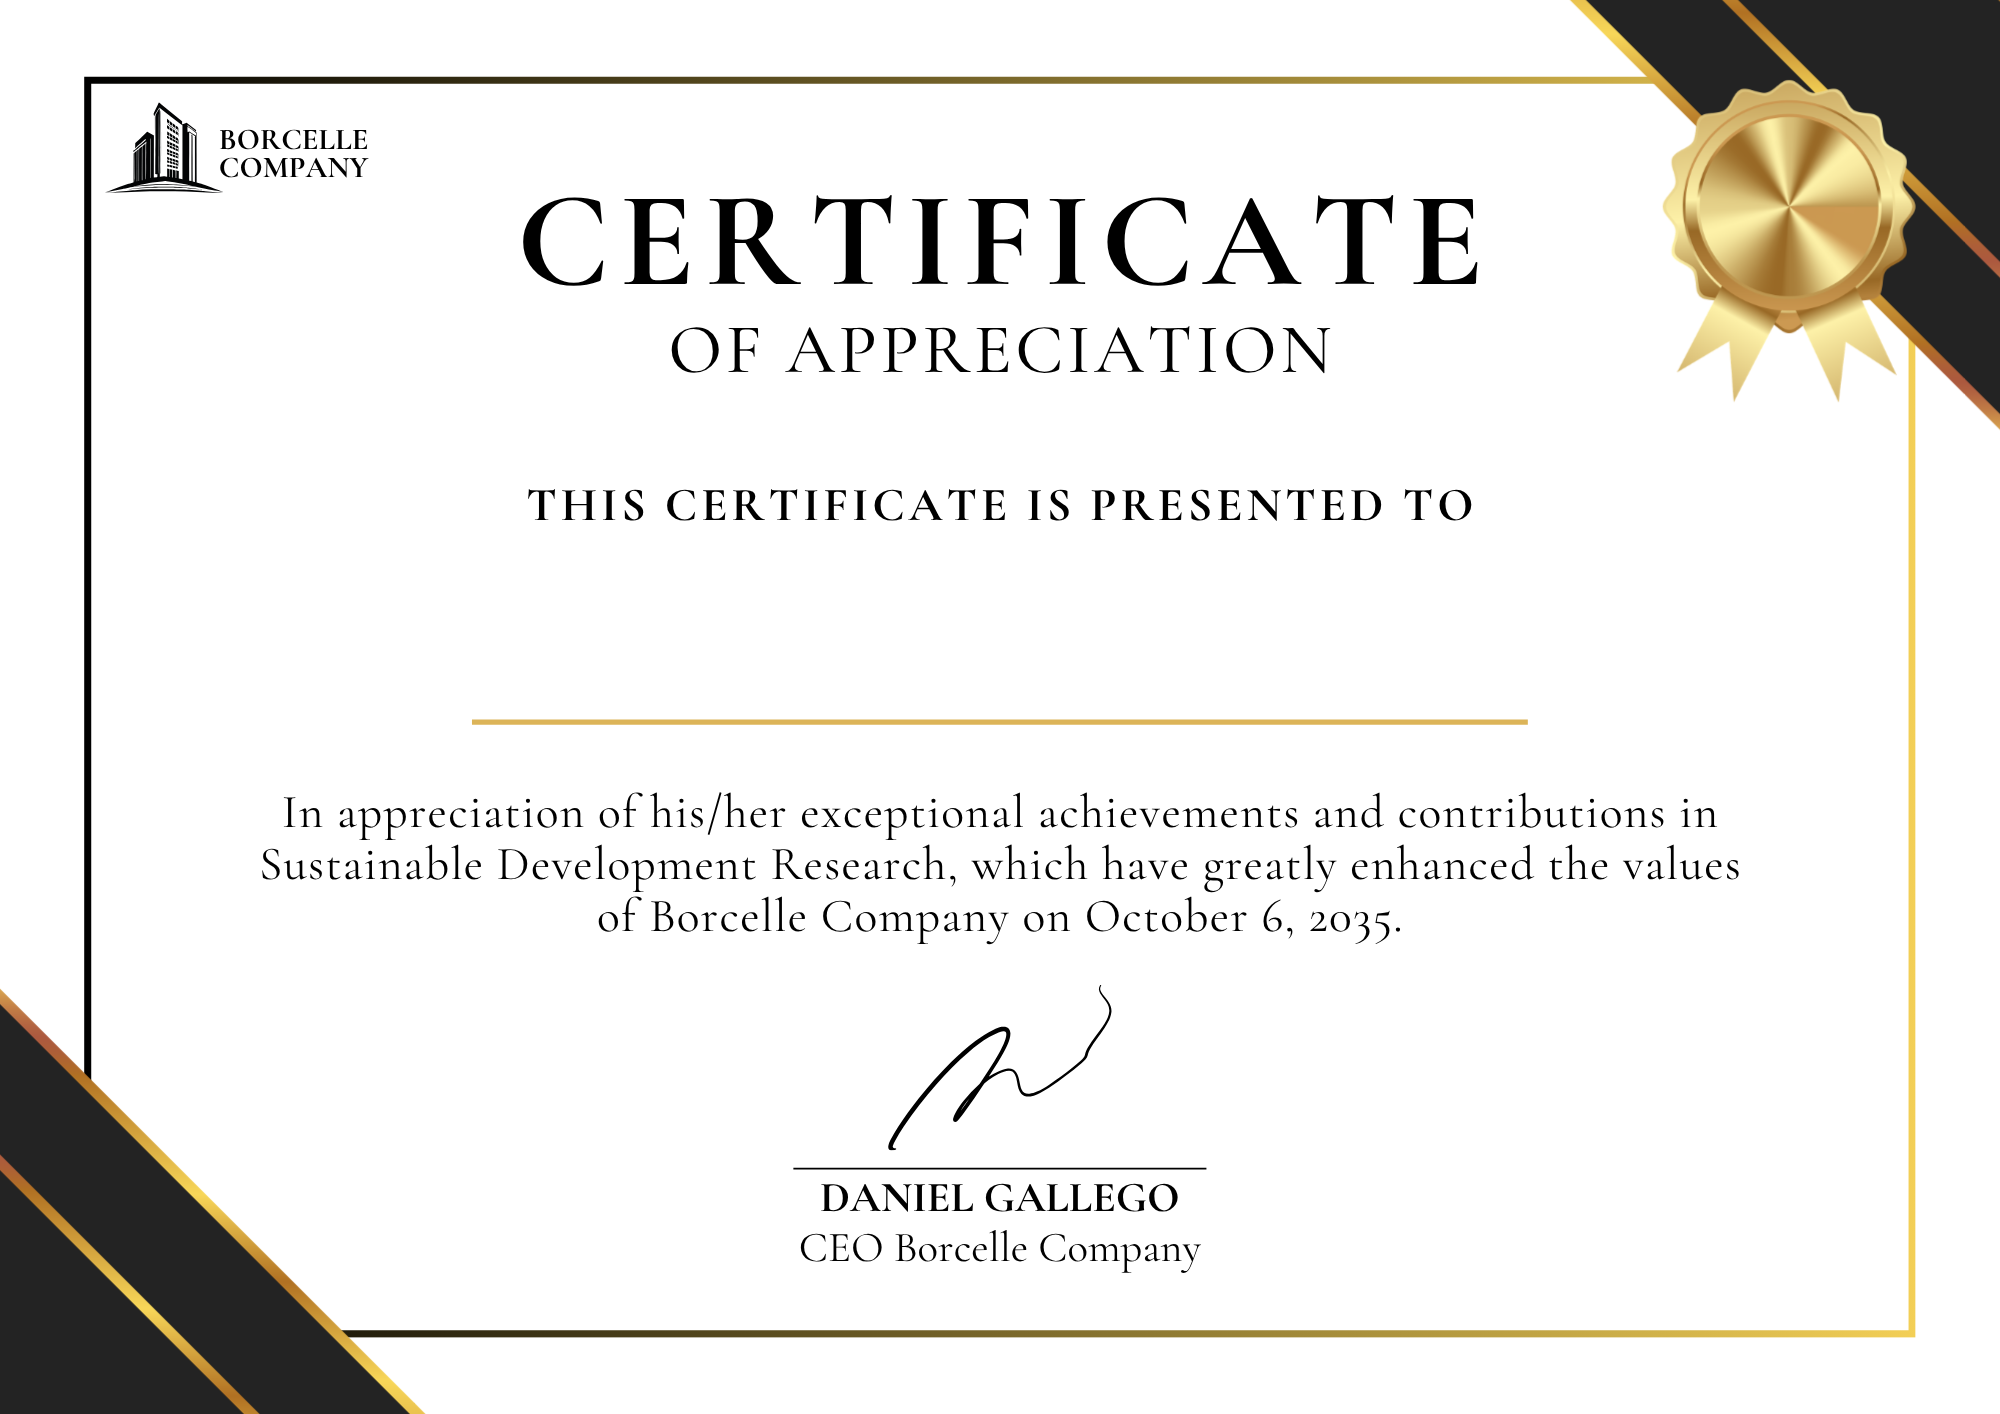 BORCELLE
COMPANY
CERTIFICATE
OF APPRECIATION
THIS CERTIFICATE IS PRESENTED TO
In appreciation of his/her exceptional achievements and contributions in
Sustainable Development Research, which have greatly enhanced the values
of Borcelle Company on October 6, 2035.
DANIEL GALLEGO
CEO Borcelle Company